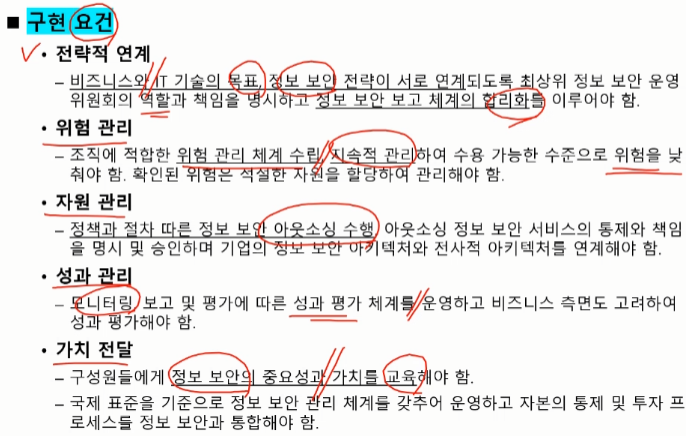 ■ 구현 요건
• 전략적 연계
– 비즈니스와 IT 기술의 목표, 정보 보안 전략이 서로 연계되도록 최상위 정보 보안 운영
위원회의 역할과 책임을 명시하고 정보 보안 보고 체계의 합리화를 이루어야 함.
• 위험 관리
– 조직에 적합한 위험 관리 체계 수립, 지속적 관리하여 수용 가능한 수준으로 위험을 낮
춰야 함. 확인된 위험은 적절한 자원을 할당하여 관리해야 함.
• 자원 관리
– 정책과 절차 따른 정보 보안 아웃소싱 수행, 아웃소싱 정보 보안 서비스의 통제와 책임
을 명시 및 승인하며 기업의 정보 보안 아키텍처와 전사적 아키텍처를 연계해야 함.
• 성과 관리
– 모니터링, 보고 및 평가에 따른 성과 평가 체계를 운영하고 비즈니스 측면도 고려하여
성과 평가해야 함.
• 가치 전달
– 구성원들에게 정보 보안의 중요성과 가치를 교육해야 함.
– 국제 표준을 기준으로 정보 보안 관리 체계를 갖추어 운영하고 자본의 통제 및 투자 프
로세스를 정보 보안과 통합해야 함.